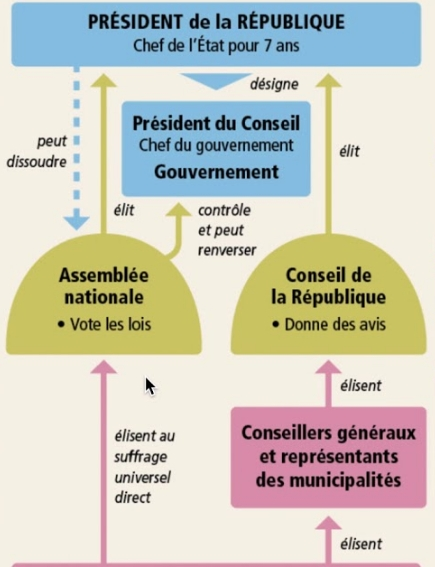 PRÉSIDENT de la RÉPUBLIQUE
Chef de l'État pour 7 ans
désigne
Président du Conseil
Chef du gouvernement
Gouvernement
peut
dissoudre
élit
élit
contrôle
et peut
renverser
Assemblée
nationale
• Vote les lois
Conseil de
la République
• Donne des avis
élisent
élisent au
suffrage
universel
direct
Conseillers généraux
et représentants
des municipalités
élisent